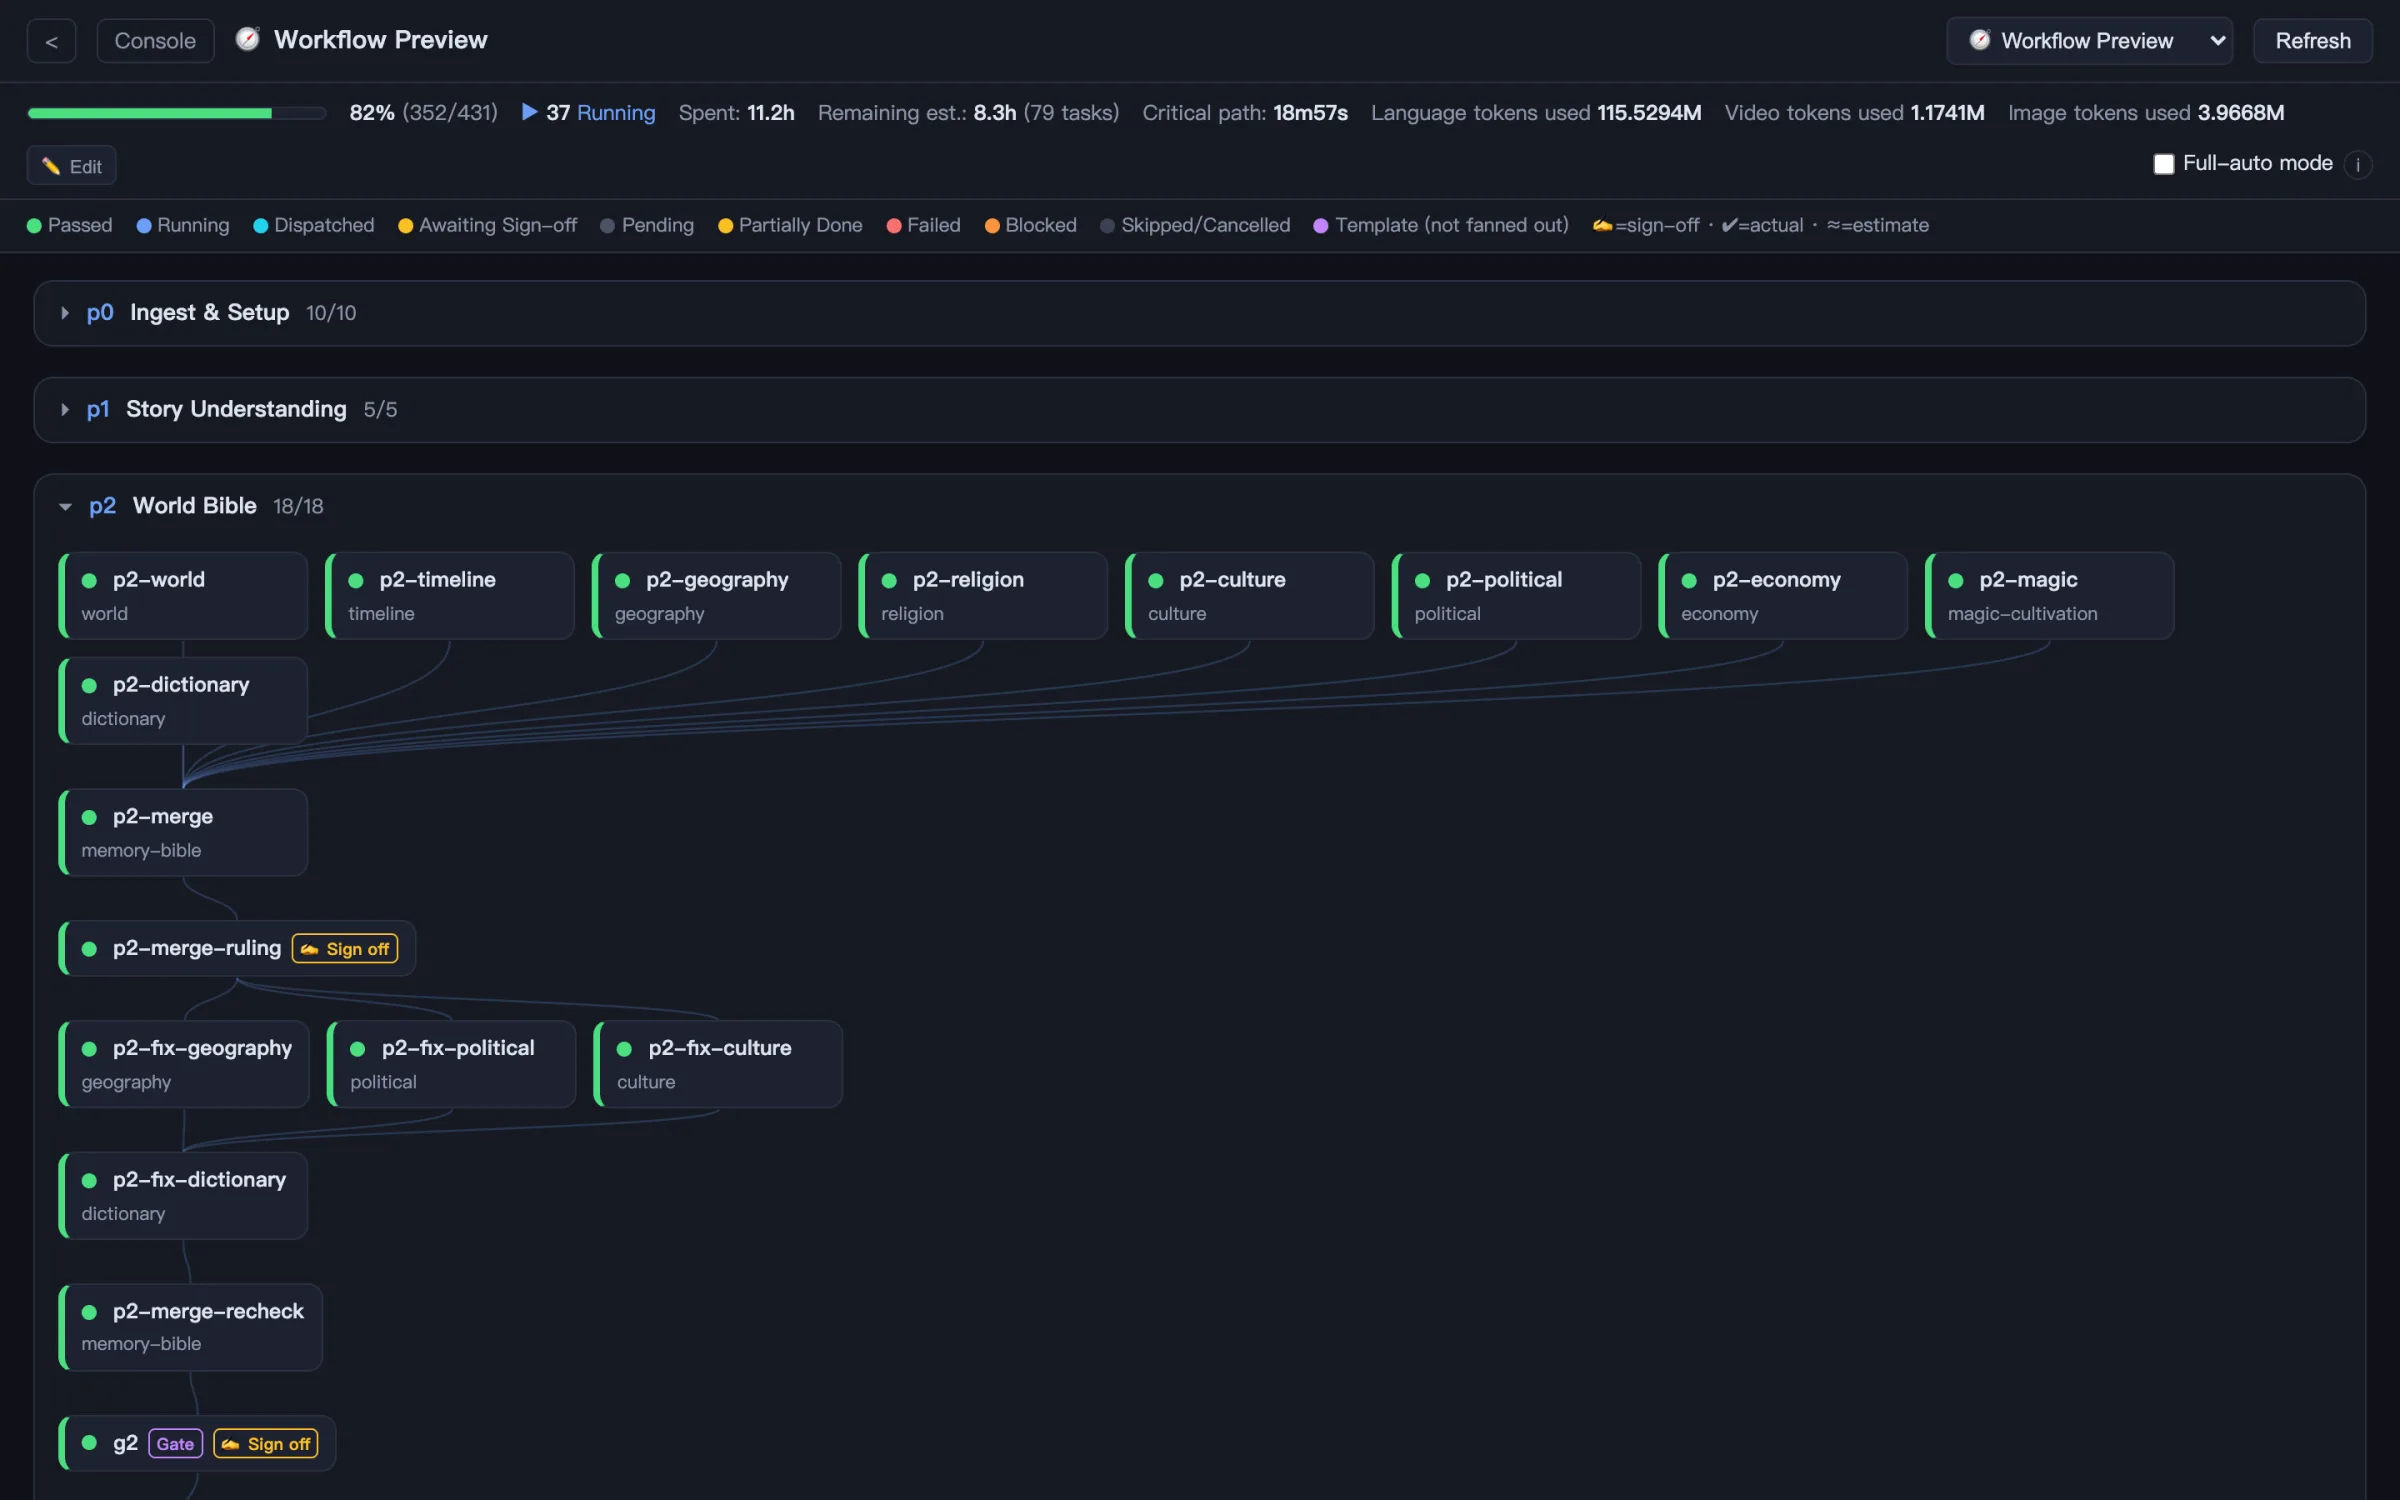 < Console 🧭 Workflow Preview 🧭 Workflow Preview Refresh
82% (352/431) ▶ 37 Running Spent: 11.2h Remaining est.: 8.3h (79 tasks) Critical path: 18m57s Language tokens used 115.5294M Video tokens used 1.1741M Image tokens used 3.9668M
✏️ Edit Full-auto mode i
Passed Running Dispatched Awaiting Sign-off Pending Partially Done Failed Blocked Skipped/Cancelled Template (not fanned out) ✍=sign-off · ✔=actual · ≈=estimate
p0 Ingest & Setup 10/10
p1 Story Understanding 5/5
p2 World Bible 18/18
p2-world p2-timeline p2-geography p2-religion p2-culture p2-political p2-economy p2-magic
world timeline geography religion culture political economy magic-cultivation
p2-dictionary
dictionary
p2-merge
memory-bible
p2-merge-ruling ✍ Sign off
p2-fix-geography p2-fix-political p2-fix-culture
geography political culture
p2-fix-dictionary
dictionary
p2-merge-recheck
memory-bible
g2 Gate ✍ Sign off